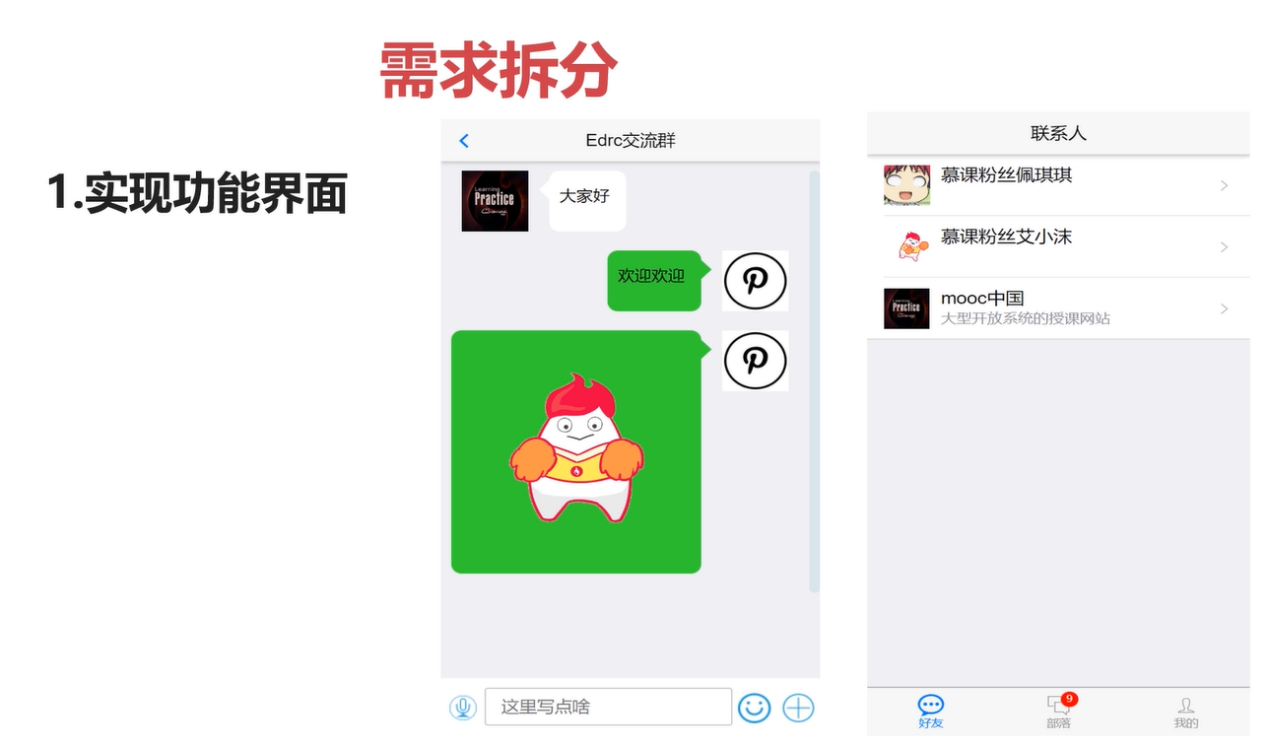 需求拆分
1.实现功能界面
Edrc交流群
Learning
Practice
大家好
欢迎欢迎
这里写点啥
联系人
慕课粉丝佩琪琪
慕课粉丝艾小沫
Practice
mooc中国
大型开放系统的授课网站
9
好友
部落
我的